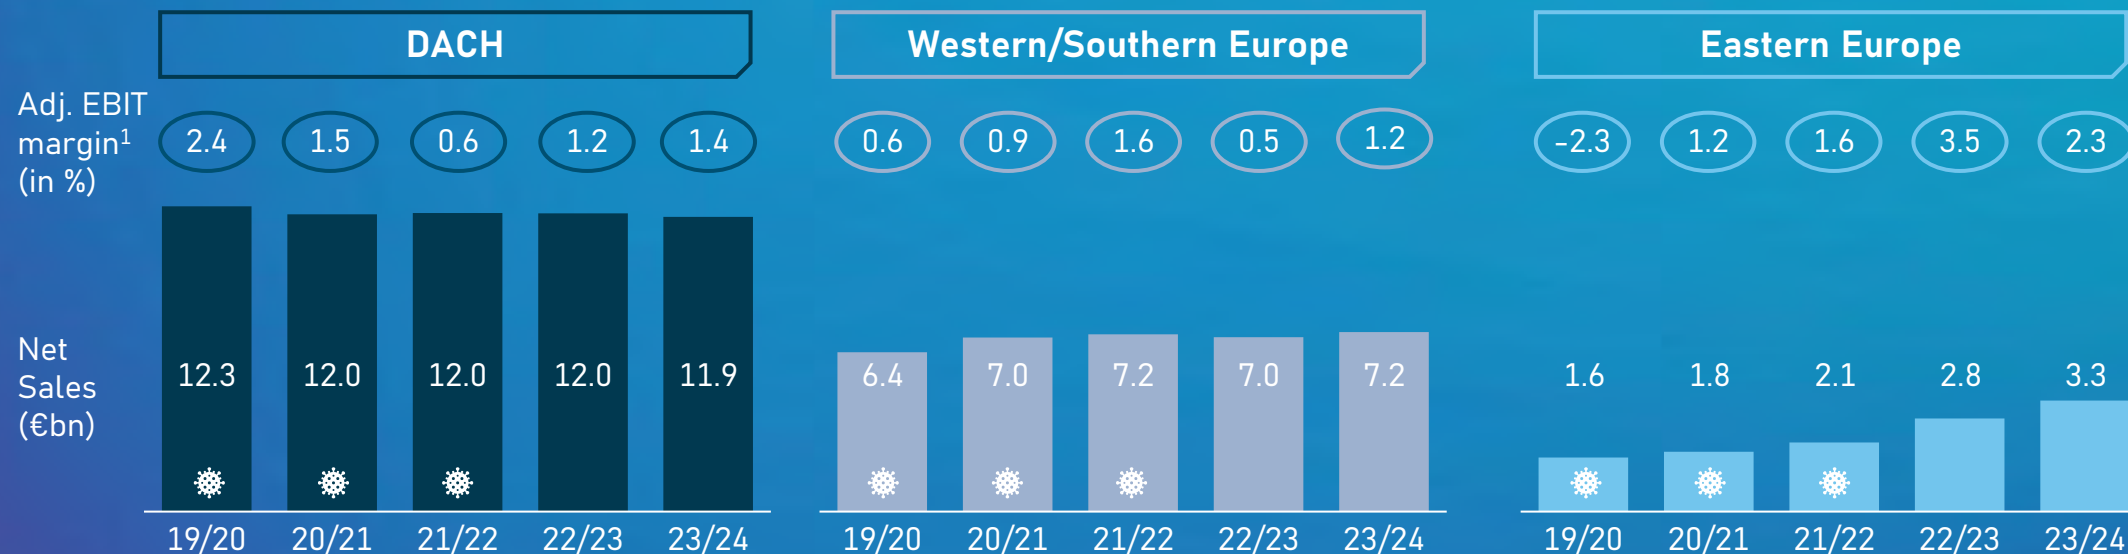 DACH
Western/Southern Europe
Eastern Europe
Adj. EBIT
margin¹
(in %)
2.4 1.5 0.6 1.2 1.4
0.6 0.9 1.6 0.5 1.2
-2.3 1.2 1.6 3.5 2.3
Net
Sales
(€bn)
12.3 12.0 12.0 12.0 11.9
6.4 7.0 7.2 7.0 7.2
1.6 1.8 2.1 2.8 3.3
19/20 20/21 21/22 22/23 23/24
19/20 20/21 21/22 22/23 23/24
19/20 20/21 21/22 22/23 23/24